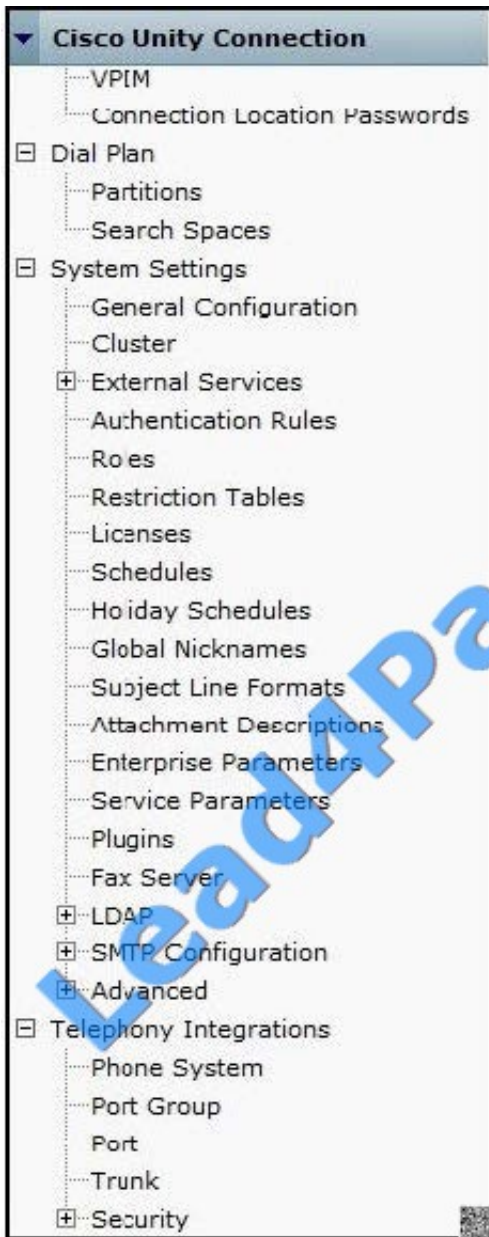 Cisco Unity Connection
VPIM
Connection Location Passwords
Dial Plan
Partitions
Search Spaces
System Settings
General Configuration
Cluster
External Services
Authentication Rules
Roles
Restriction Tables
Licenses
Schedules
Holiday Schedules
Global Nicknames
Subject Line Formats
Attachment Descriptions
Enterprise Parameters
Service Parameters
Plugins
Fax Server
LDAP
SMTP Configuration
Advanced
Telephony Integrations
Phone System
Port Group
Port
Trunk
Security
Lead4Pa